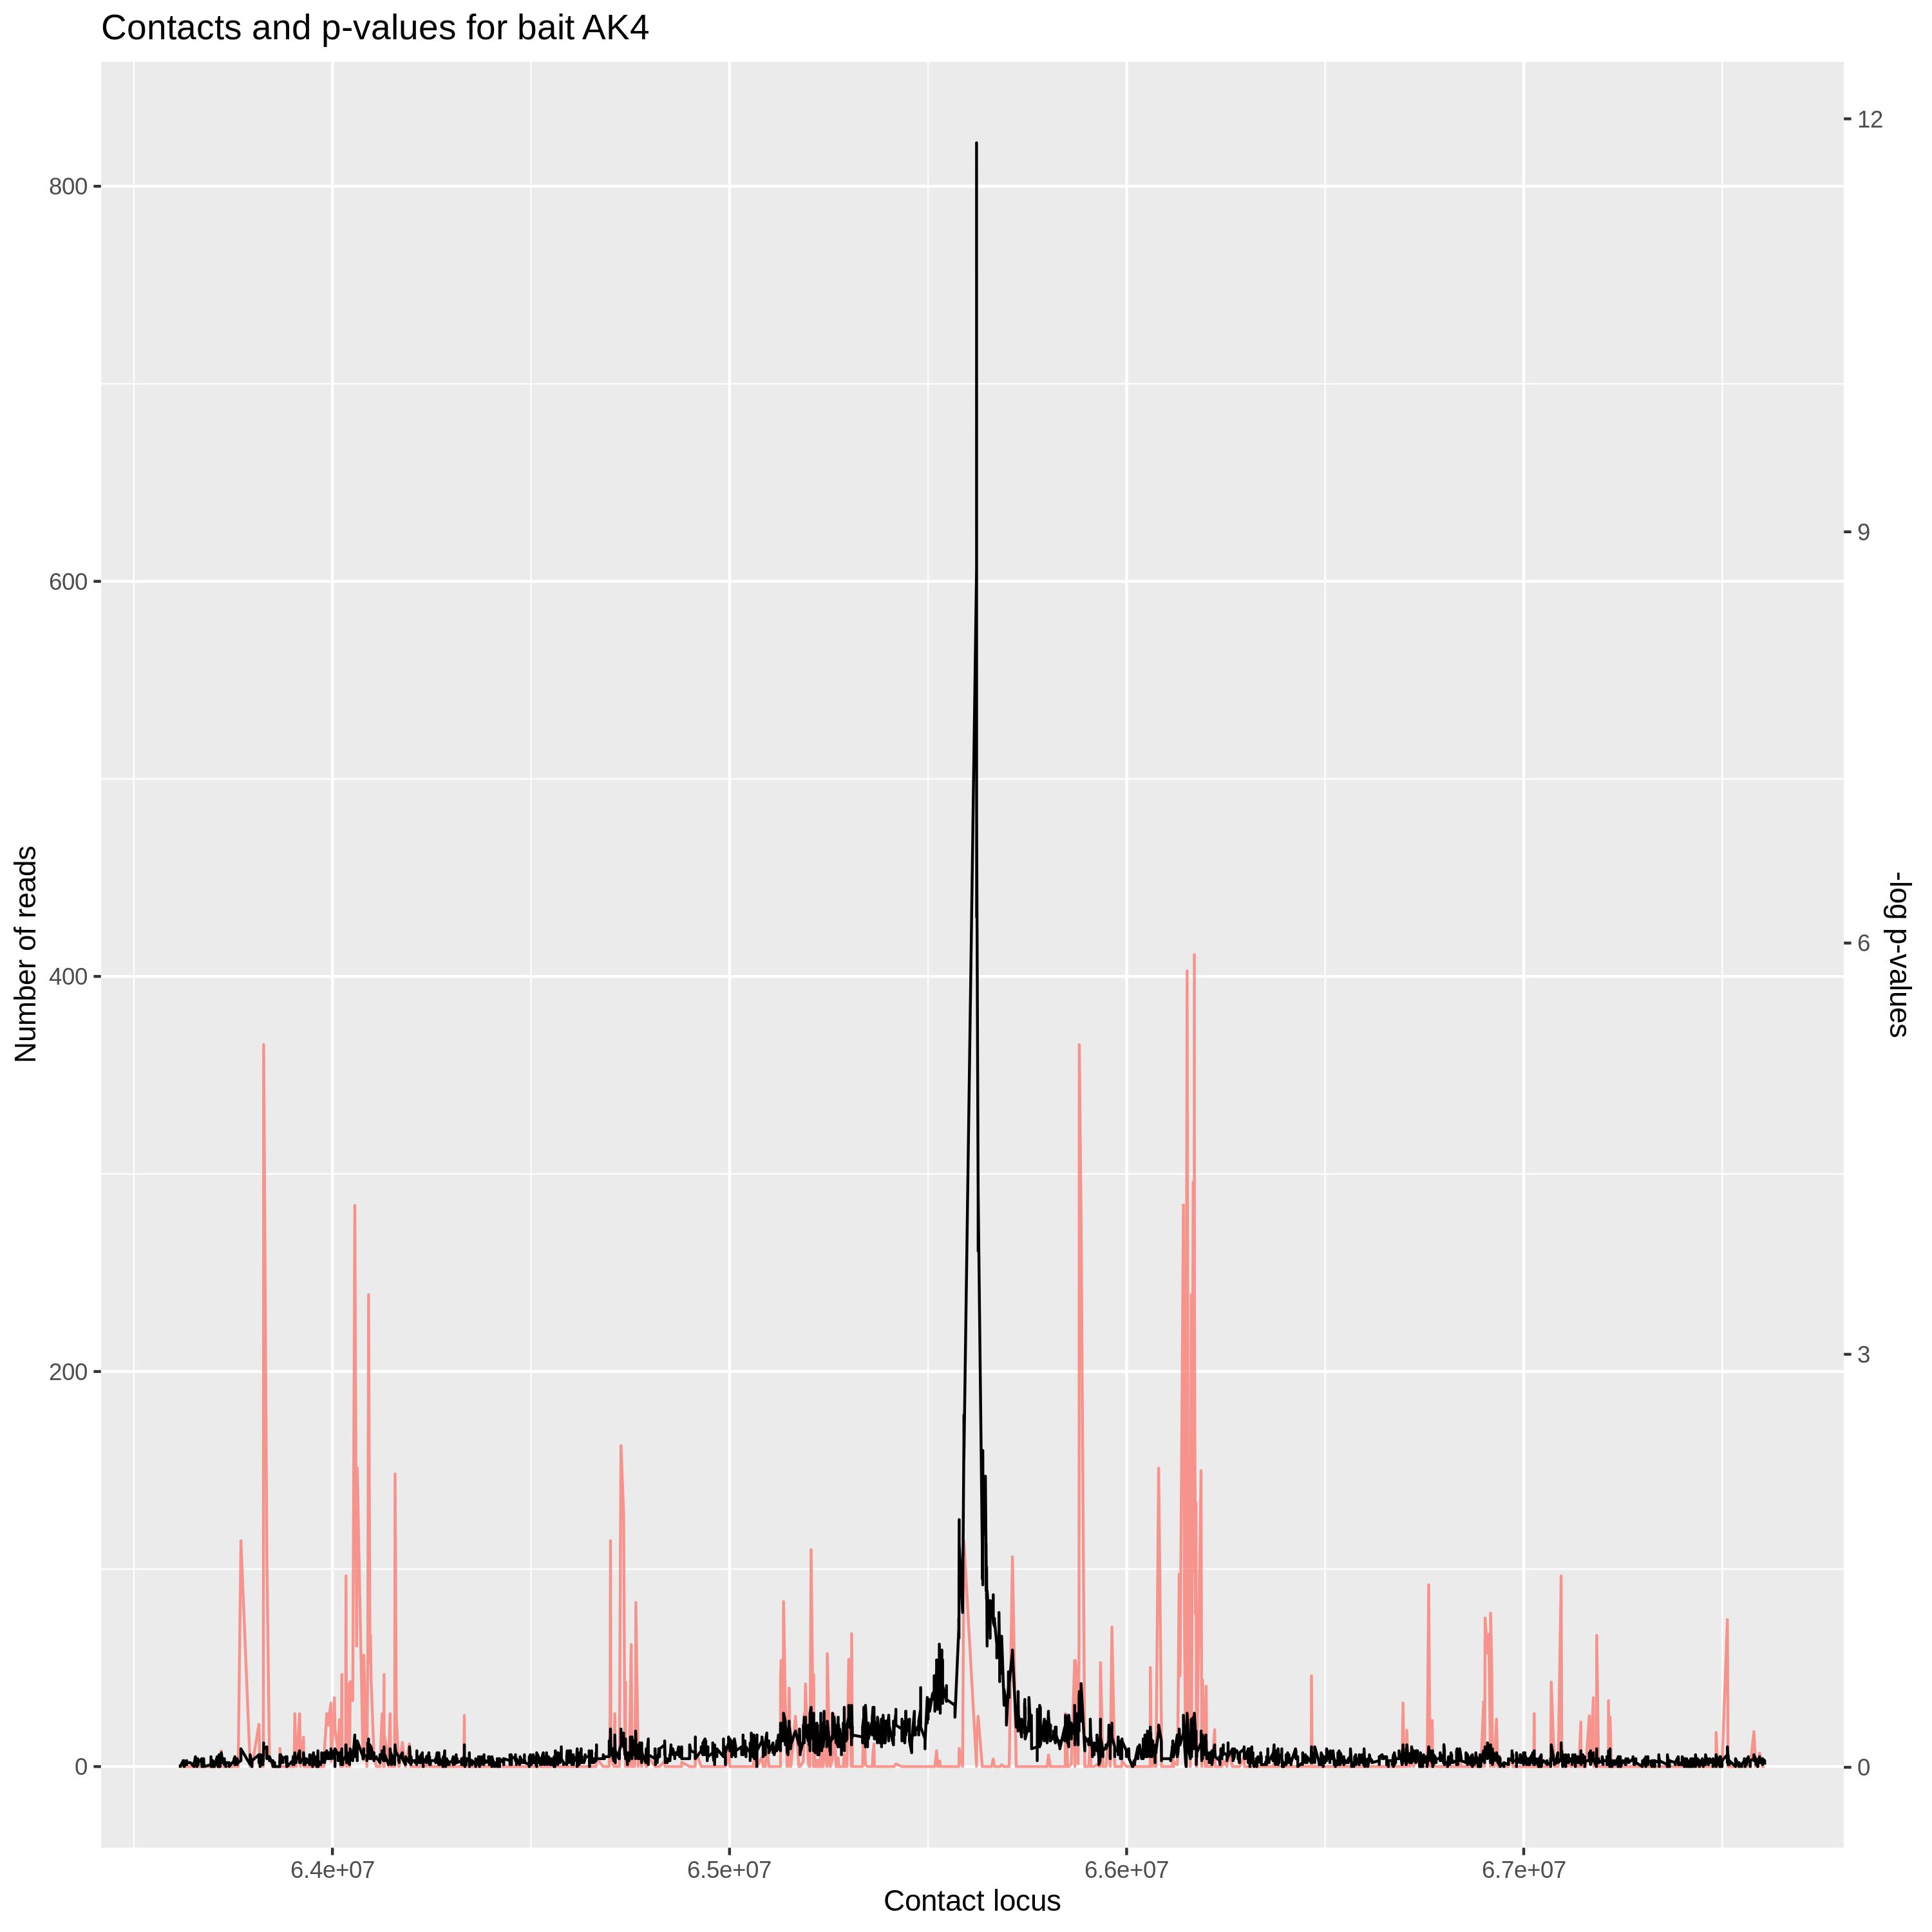 Contacts and p-values for bait AK4
12
800
9
600
Number of reads
-log p-values
6
400
3
200
0
0
6.4e+07
6.5e+07
6.6e+07
6.7e+07
Contact locus